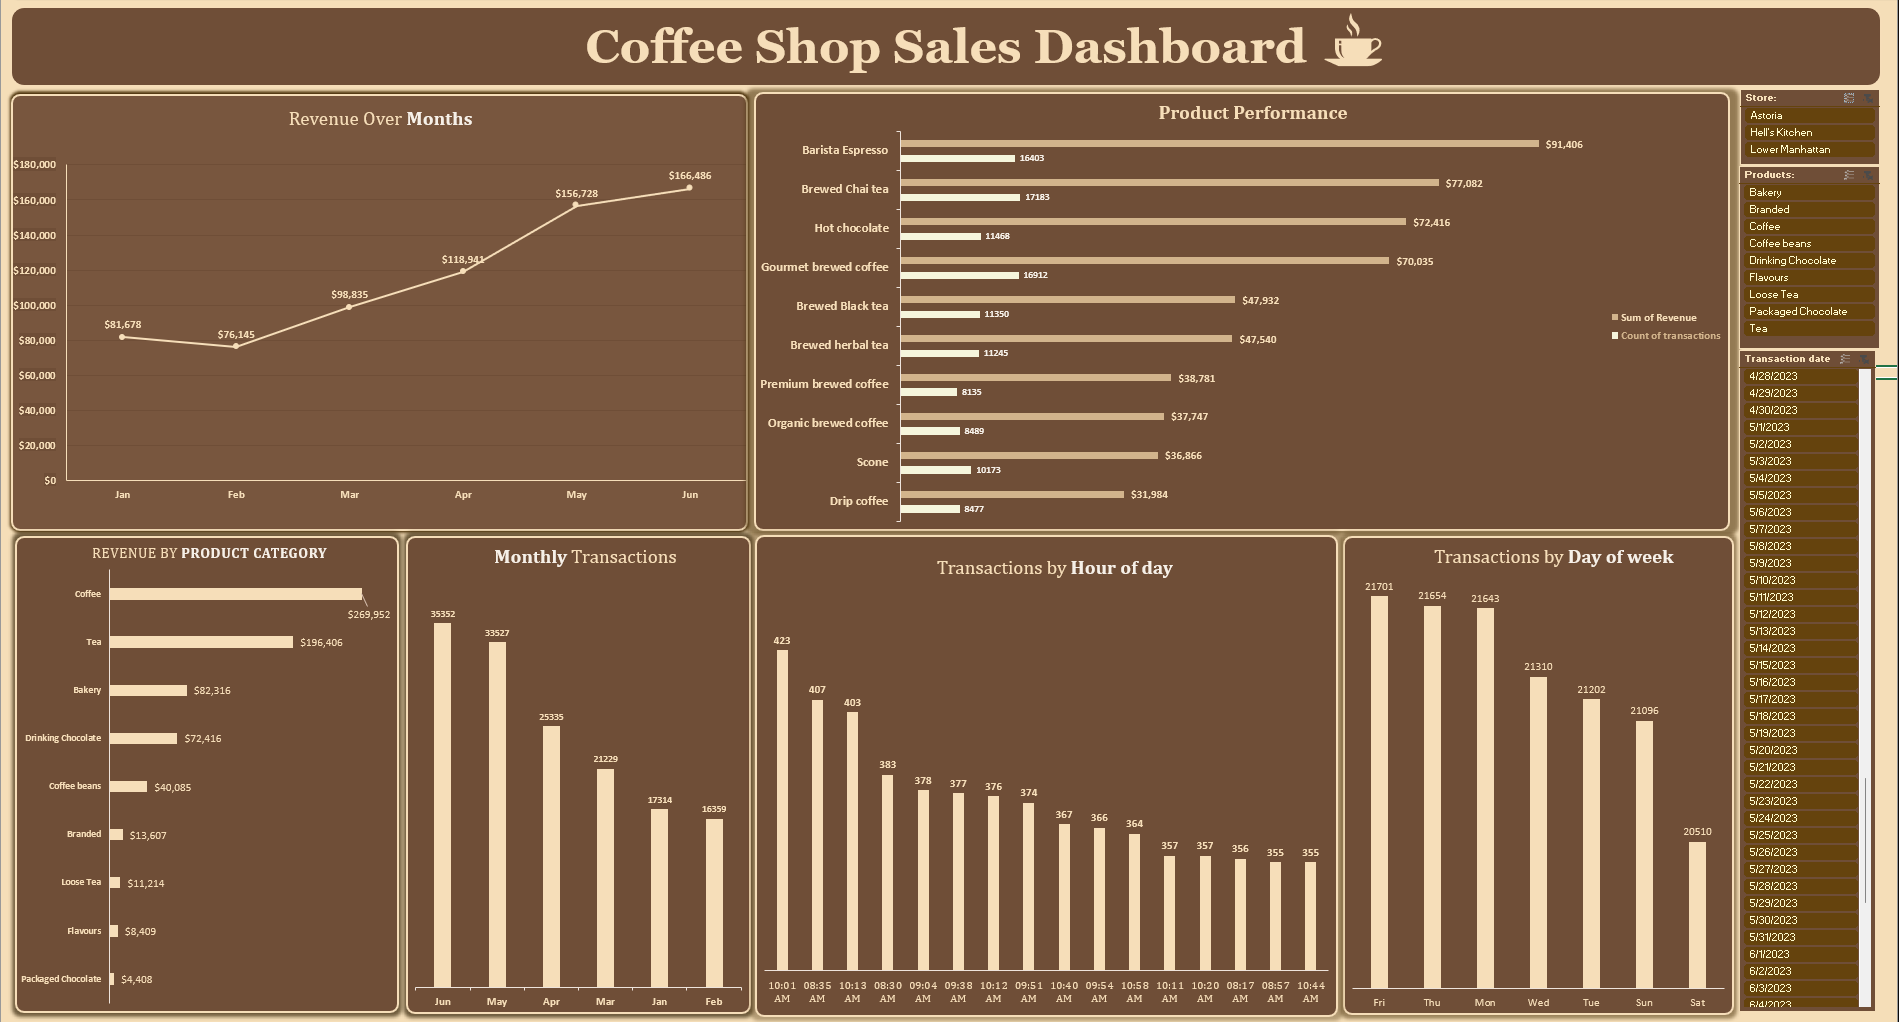 Coffee Shop Sales Dashboard
Revenue Over Months
$180,000
$160,000
$140,000
$120,000
$100,000
$80,000
$60,000
$40,000
$20,000
$0
$81,678
$76,145
$98,835
$118,941
$156,728
$166,486
Jan Feb Mar Apr May Jun
Product Performance
Barista Espresso $91,406
16403
Brewed Chai tea $77,082
17183
Hot chocolate $72,416
11468
Gourmet brewed coffee $70,035
16912
Brewed Black tea $47,932
11350
Brewed herbal tea $47,540
11245
Premium brewed coffee $38,781
8135
Organic brewed coffee $37,747
8489
Scone $36,866
10173
Drip coffee $31,984
8477
Sum of Revenue
Count of transactions
Store:
Astoria
Hell's Kitchen
Lower Manhattan
Products:
Bakery
Branded
Coffee
Coffee beans
Drinking Chocolate
Flavours
Loose Tea
Packaged Chocolate
Tea
Transaction date
4/28/2023
4/29/2023
4/30/2023
5/1/2023
5/2/2023
5/3/2023
5/4/2023
5/5/2023
5/6/2023
5/7/2023
5/8/2023
5/9/2023
5/10/2023
5/11/2023
5/12/2023
5/13/2023
5/14/2023
5/15/2023
5/16/2023
5/17/2023
5/18/2023
5/19/2023
5/20/2023
5/21/2023
5/22/2023
5/23/2023
5/24/2023
5/25/2023
5/26/2023
5/27/2023
5/28/2023
5/29/2023
5/30/2023
5/31/2023
6/1/2023
6/2/2023
6/3/2023
6/4/2023
REVENUE BY PRODUCT CATEGORY
Coffee $269,952
Tea $196,406
Bakery $82,316
Drinking Chocolate $72,416
Coffee beans $40,085
Branded $13,607
Loose Tea $11,214
Flavours $8,409
Packaged Chocolate $4,408
Monthly Transactions
35352 33527 25335 21229 17314 16359
Jun May Apr Mar Jan Feb
Transactions by Hour of day
423 407 403 383 378 377 376 374 367 366 364 357 357 356 355 355
10:01 08:35 10:13 08:30 09:04 09:38 10:12 09:51 10:40 09:54 10:58 10:11 10:20 08:17 08:57 10:44
AM AM AM AM AM AM AM AM AM AM AM AM AM AM AM AM
Transactions by Day of week
21701 21654 21643 21310 21202 21096 20510
Fri Thu Mon Wed Tue Sun Sat